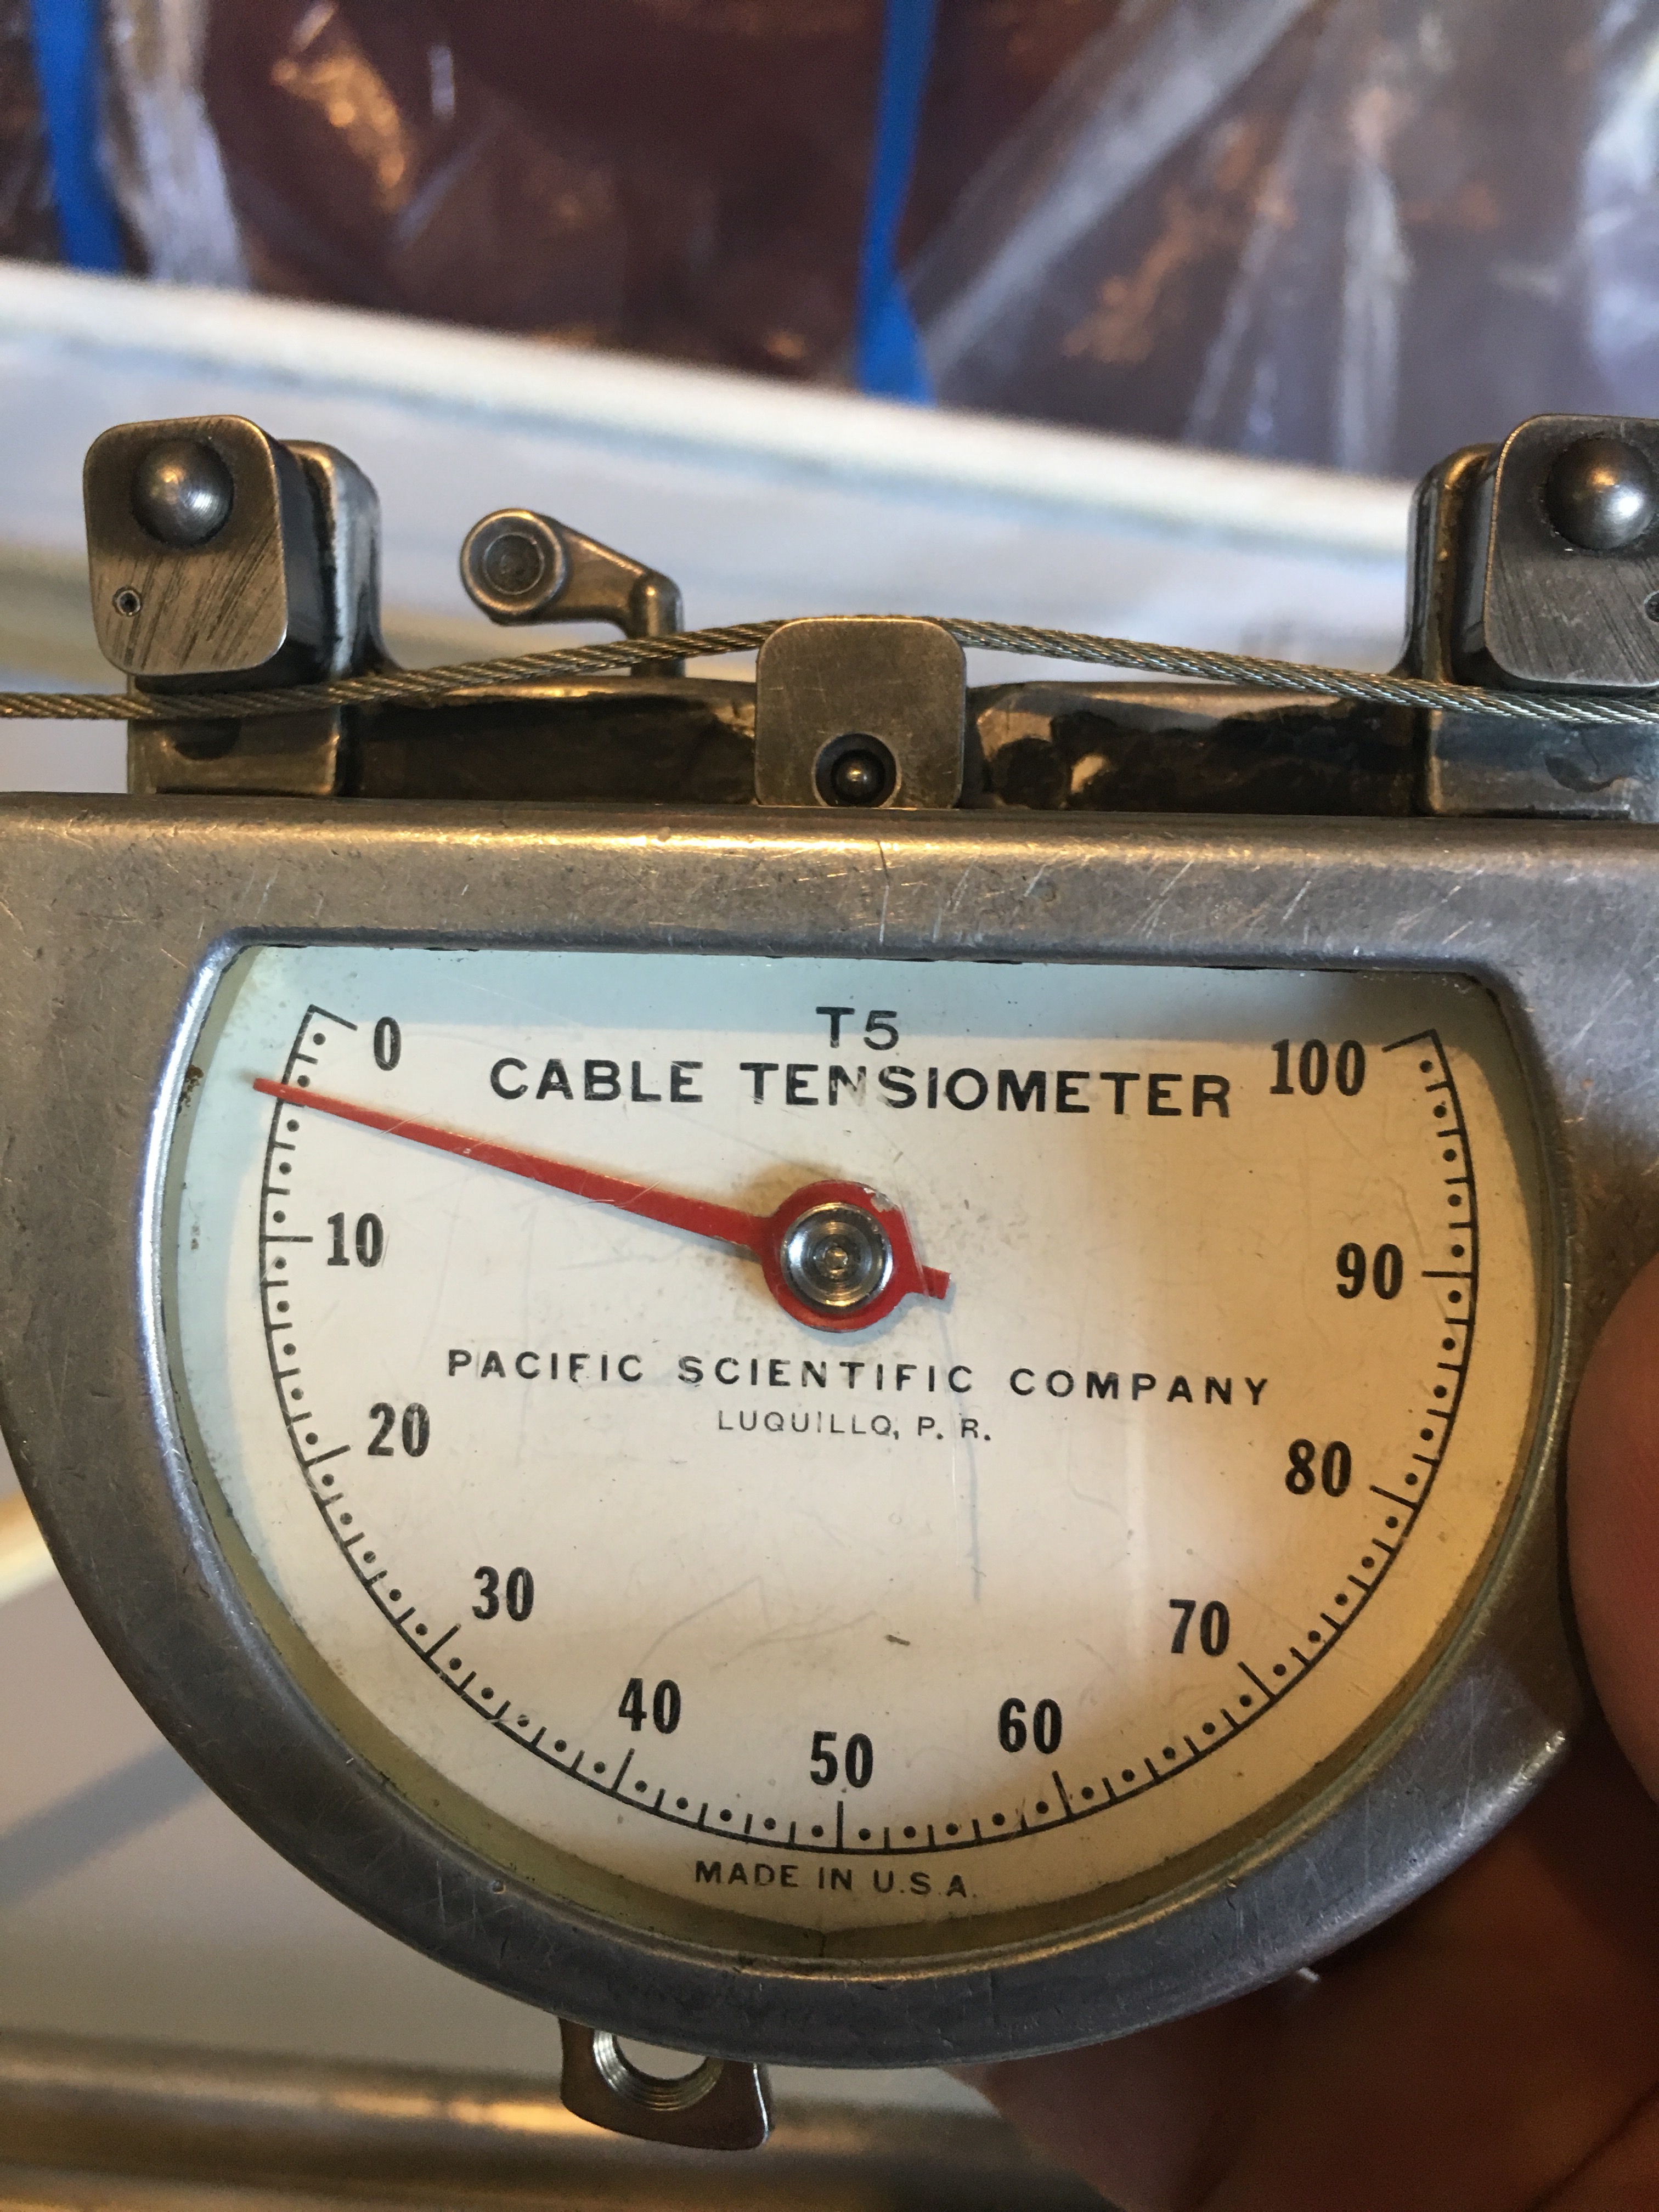 T5
CABLE TENSIOMETER
0
10
20
30
40
50
60
70
80
90
100
PACIFIC SCIENTIFIC COMPANY
LUQUILLO, P. R.
MADE IN U.S.A.